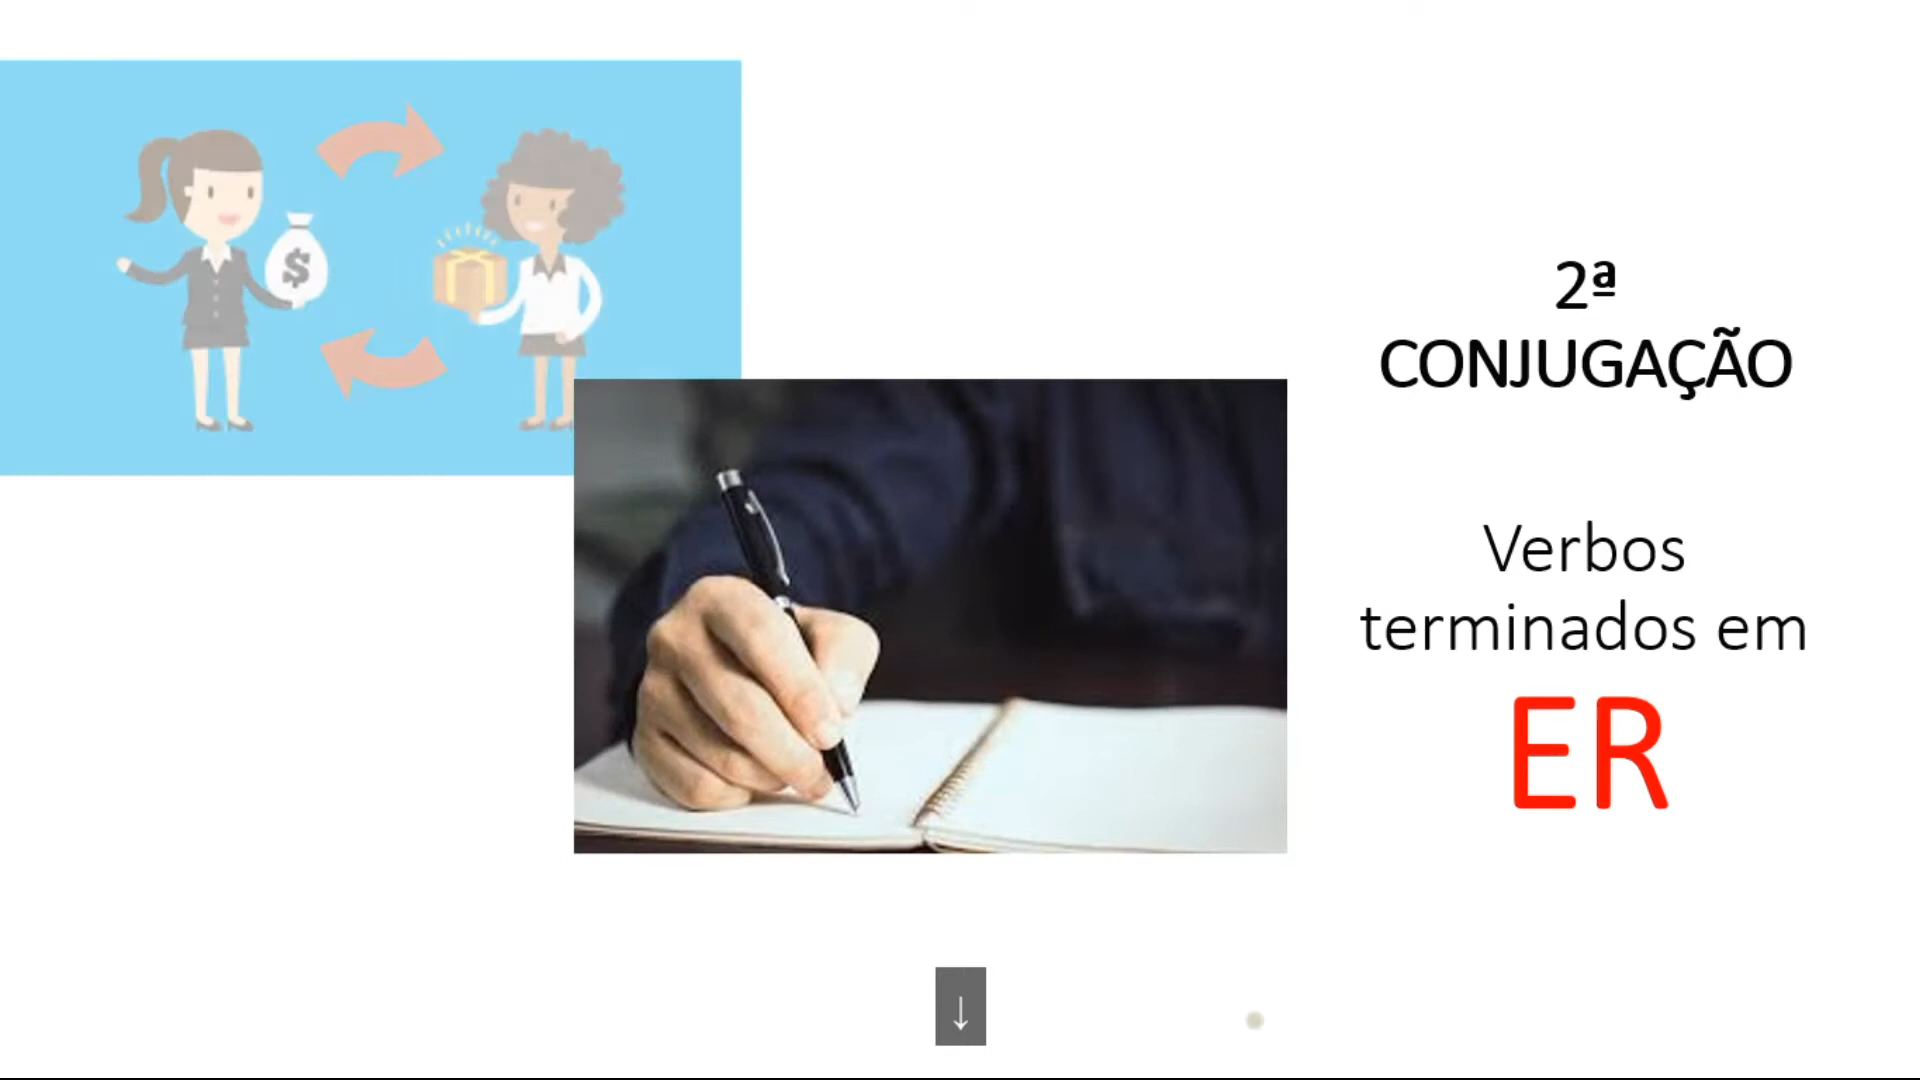 $
2ª
CONJUGAÇÃO
Verbos
terminados em
ER
↓